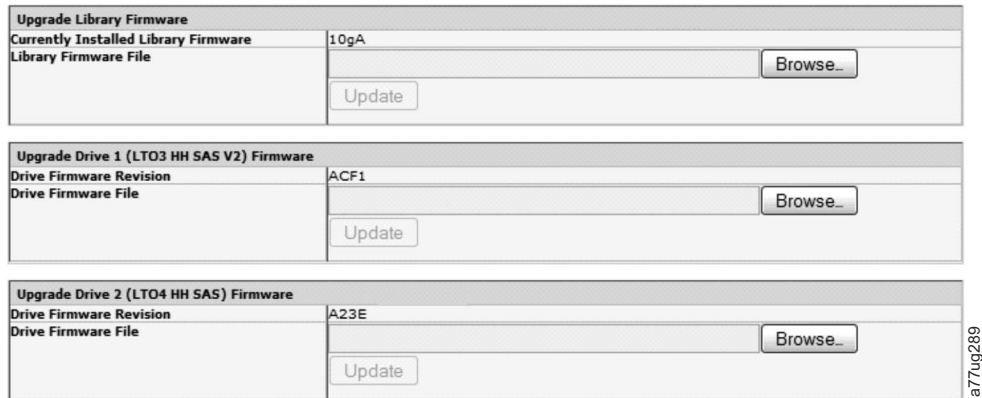 Upgrade Library Firmware
Currently Installed Library Firmware 10gA
Library Firmware File Browse...
Update
Upgrade Drive 1 (LTO3 HH SAS V2) Firmware
Drive Firmware Revision ACF1
Drive Firmware File Browse...
Update
Upgrade Drive 2 (LTO4 HH SAS) Firmware
Drive Firmware Revision A23E
Drive Firmware File Browse...
Update
a77ug289